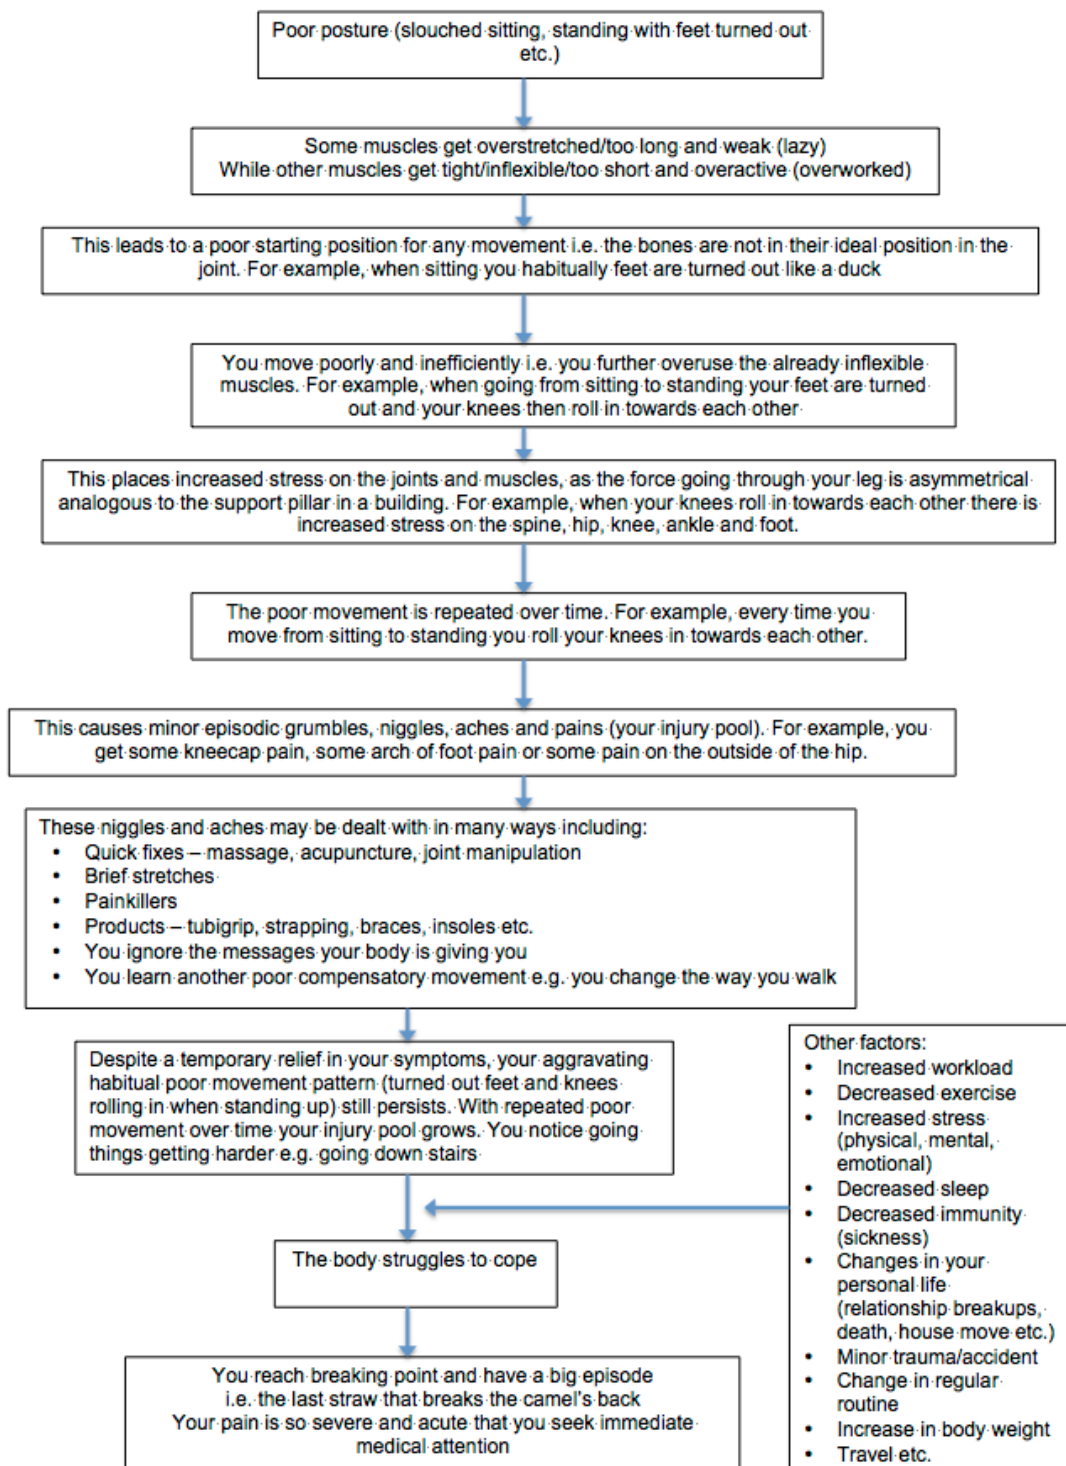 Poor posture (slouched sitting, standing with feet turned out
etc.)
Some muscles get overstretched/too long and weak (lazy)
While other muscles get tight/inflexible/too short and overactive (overworked)
This leads to a poor starting position for any movement i.e. the bones are not in their ideal position in the
joint. For example, when sitting you habitually feet are turned out like a duck
You move poorly and inefficiently i.e. you further overuse the already inflexible
muscles. For example, when going from sitting to standing your feet are turned
out and your knees then roll in towards each other
This places increased stress on the joints and muscles, as the force going through your leg is asymmetrical
analogous to the support pillar in a building. For example, when your knees roll in towards each other there is
increased stress on the spine, hip, knee, ankle and foot.
The poor movement is repeated over time. For example, every time you
move from sitting to standing you roll your knees in towards each other.
This causes minor episodic grumbles, niggles, aches and pains (your injury pool). For example, you
get some kneecap pain, some arch of foot pain or some pain on the outside of the hip.
These niggles and aches may be dealt with in many ways including:
• Quick fixes – massage, acupuncture, joint manipulation
• Brief stretches
• Painkillers
• Products – tubigrip, strapping, braces, insoles etc.
• You ignore the messages your body is giving you
• You learn another poor compensatory movement e.g. you change the way you walk
Despite a temporary relief in your symptoms, your aggravating
habitual poor movement pattern (turned out feet and knees
rolling in when standing up) still persists. With repeated poor
movement over time your injury pool grows. You notice going
things getting harder e.g. going down stairs
Other factors:
• Increased workload
• Decreased exercise
• Increased stress
(physical, mental,
emotional)
• Decreased sleep
• Decreased immunity
(sickness)
• Changes in your
personal life
(relationship breakups,
death, house move etc.)
• Minor trauma/accident
• Change in regular
routine
• Increase in body weight
• Travel etc.
The body struggles to cope
You reach breaking point and have a big episode
i.e. the last straw that breaks the camel's back
Your pain is so severe and acute that you seek immediate
medical attention